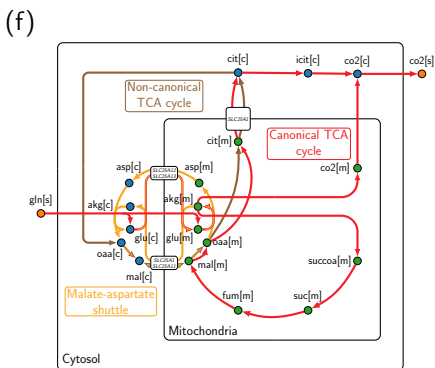 (f)
cit[c]
icit[c]
co2[c]
co2[s]
Non-canonical
TCA cycle
SLC25A1
Canonical TCA
cycle
cit[m]
asp[c]
SLC25A12
SLC25A13
asp[m]
co2[m]
gln[s]
akg[c]
akg[m]
glu[c]
glu[m]
oaa[c]
oaa[m]
mal[c]
SLC25A1
SLC25A11
mal[m]
succoa[m]
Malate-aspartate
shuttle
fum[m]
suc[m]
Mitochondria
Cytosol